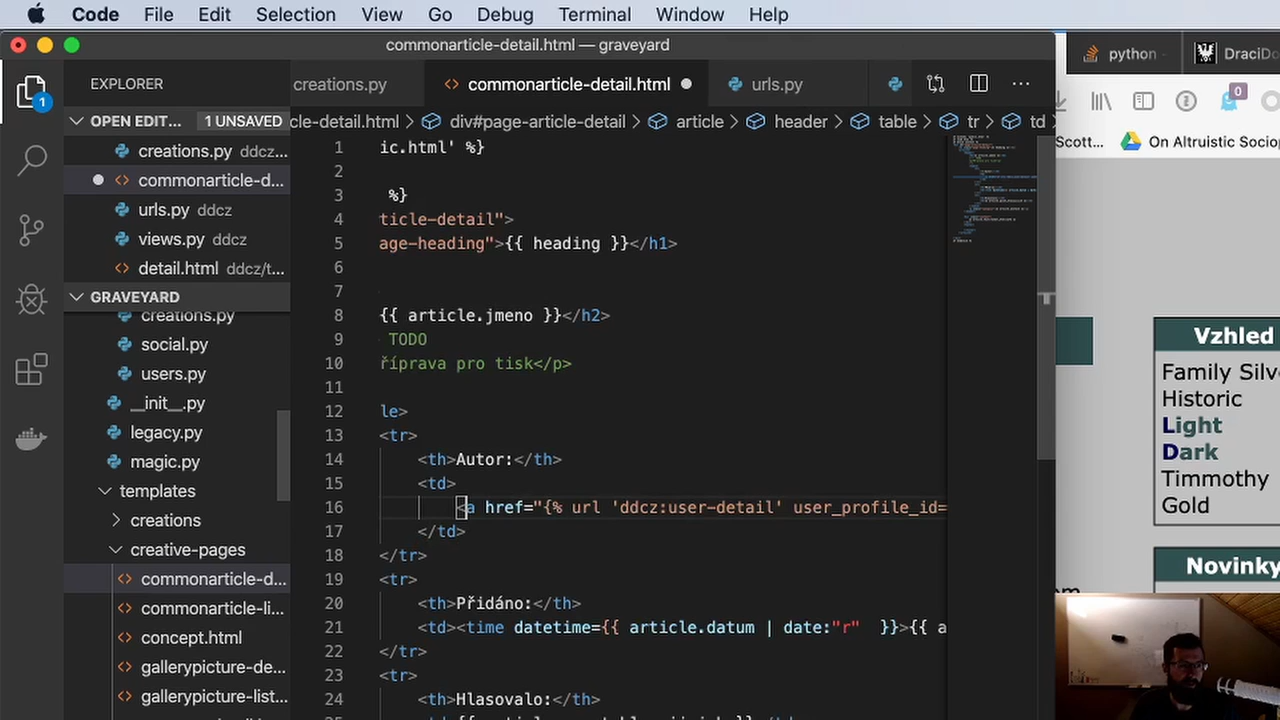 Code File Edit Selection View Go Debug Terminal Window Help
commonarticle-detail.html — graveyard
python
DraciDo
EXPLORER
creations.py
commonarticle-detail.html
urls.py
OPEN EDIT... 1 UNSAVED
cle-detail.html > div#page-article-detail > article > header > table > tr > td
creations.py ddcz...
commonarticle-d...
urls.py ddcz
views.py ddcz
detail.html ddcz/t...
GRAVEYARD
creations.py
social.py
users.py
__init__.py
legacy.py
magic.py
templates
creations
creative-pages
commonarticle-d...
commonarticle-li...
concept.html
gallerypicture-de...
gallerypicture-list...
1
1 ic.html' %}
2
3 %}
4 ticle-detail">
5 age-heading">{{ heading }}</h1>
6
7
8 {{ article.jmeno }}</h2>
9 TODO
10 říprava pro tisk</p>
11
12 le>
13 <tr>
14 <th>Autor:</th>
15 <td>
16 <a href="{% url 'ddcz:user-detail' user_profile_id=
17 </td>
18 </tr>
19 <tr>
20 <th>Přidáno:</th>
21 <td><time datetime={{ article.datum | date:"r" }}>{{ a
22 </tr>
23 <tr>
24 <th>Hlasovalo:</th>
0
Scott...
On Altruistic Sociop
Vzhled
Family Silve
Historic
Light
Dark
Timmothy
Gold
Novinky